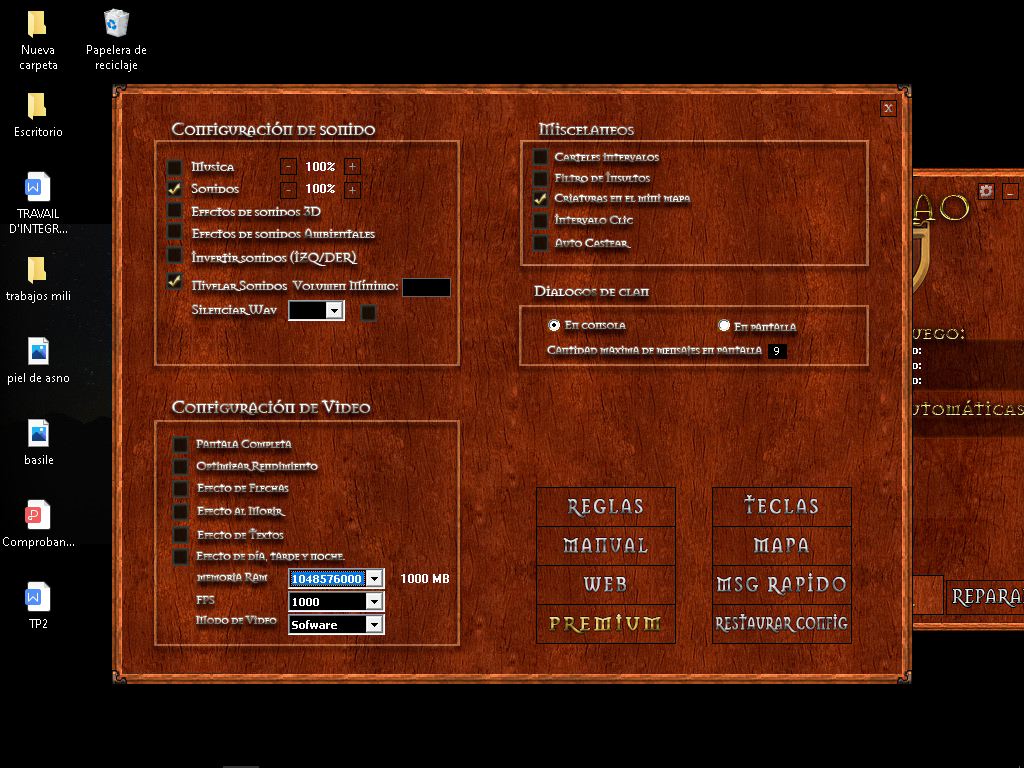 Nueva carpeta
Papelera de reciclaje
Escritorio
TRAVAIL D'INTEGR...
trabajos mili
piel de asno
basile
Comproban...
TP2
X
Configuración de sonido
Musica - 100% +
Sonidos - 100% +
Efectos de sonidos 3D
Efectos de sonidos Ambientales
Invertir sonidos (IZQ/DER)
Nivelar Sonidos Volumen Mínimo:
Silenciar Wav
Configuración de Video
Pantala Completa
Optimizar Rendimiento
Efecto de Flechas
Efecto al Morir
Efecto de Textos
Efecto de día, tarde y noche.
Memoria Ram 1048576000 1000 MB
FPS 1000
Modo de Video Sofware
Miscelaneos
Carteles intervalos
Filtro de Insultos
Criaturas en el mini mapa
Intervalo Clic
Auto Castear
Dialogos de clan
En consola En pantalla
Cantidad maxima de mensajes en pantalla 9
REGLAS
TECLAS
MANUAL
MAPA
WEB
MSG RAPIDO
PREMIUM
RESTAURAR CONFIG
AO
UEGO:
o:
o:
o:
UTOMÁTICAS
REPARA